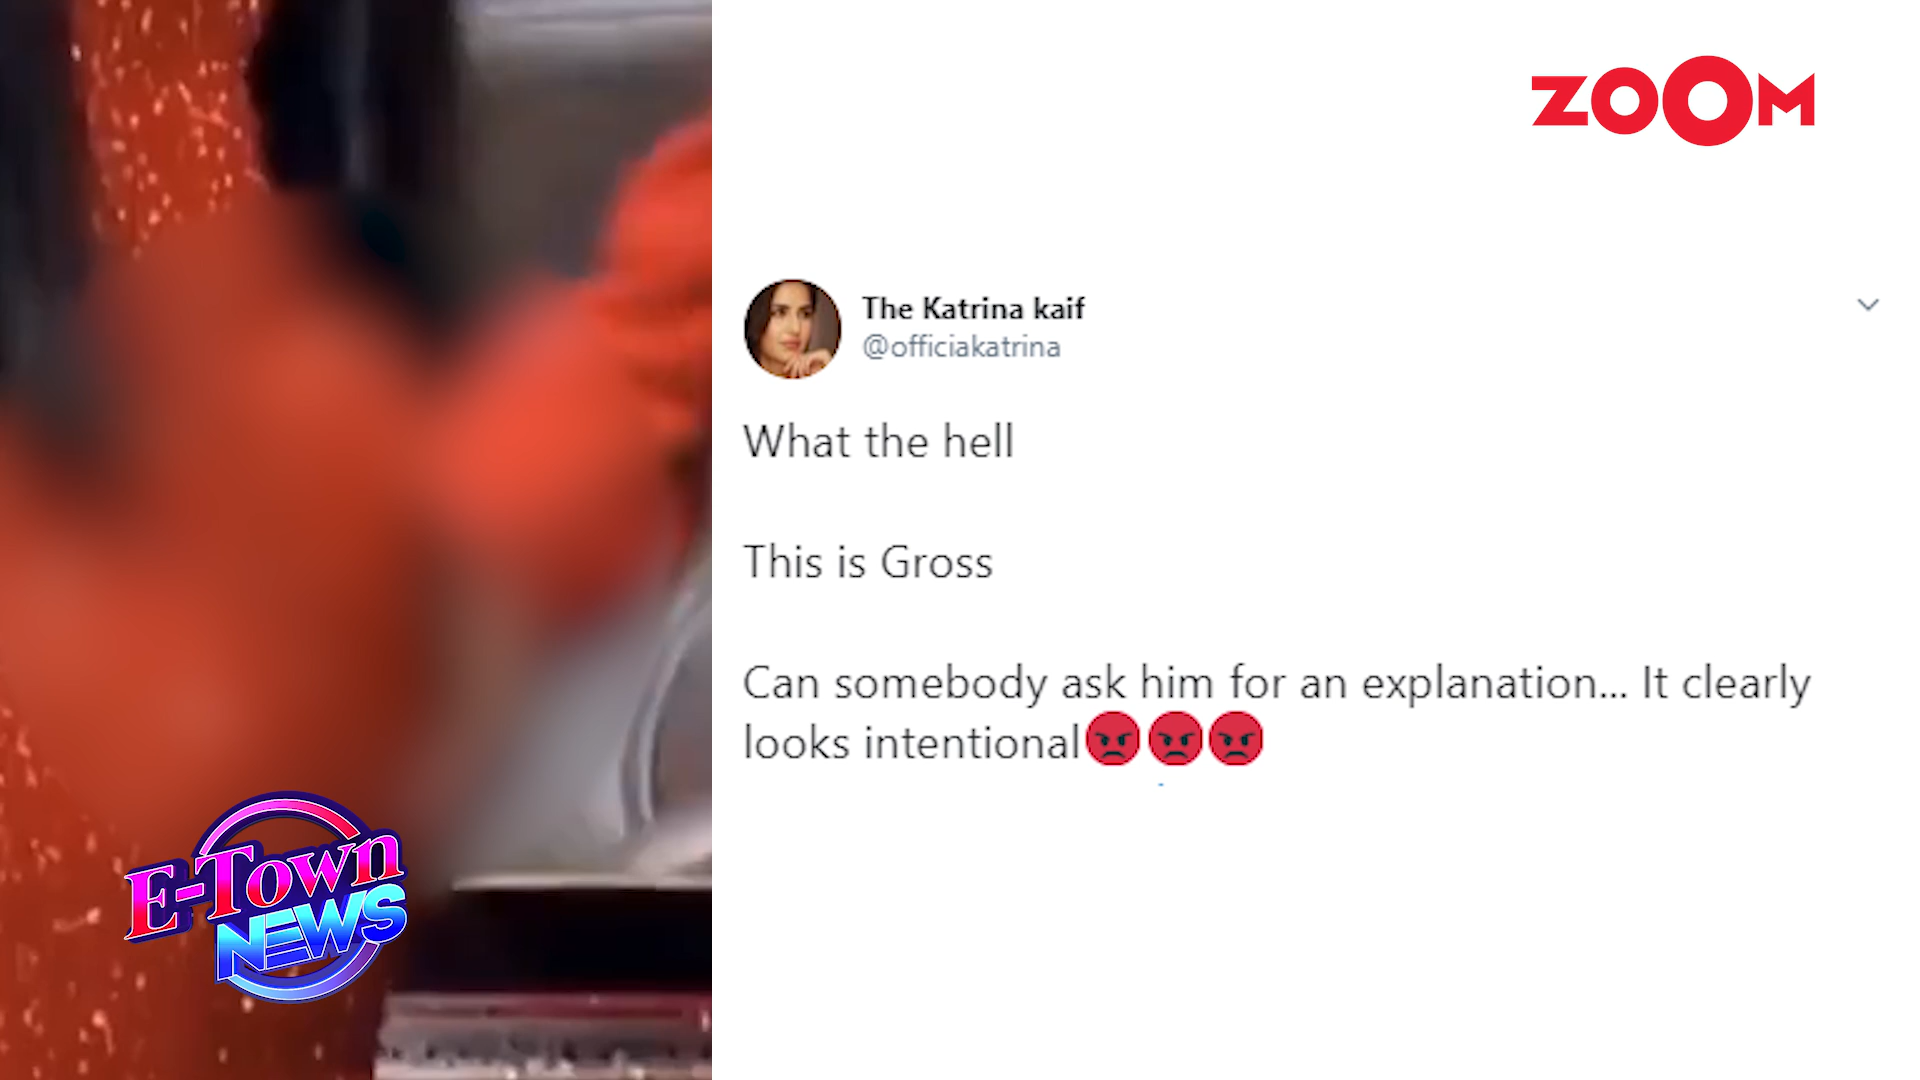 ZOOM
The Katrina kaif
@officiakatrina
What the hell
This is Gross
Can somebody ask him for an explanation... It clearly
looks intentional😡😡😡
E-TOWN
NEWS